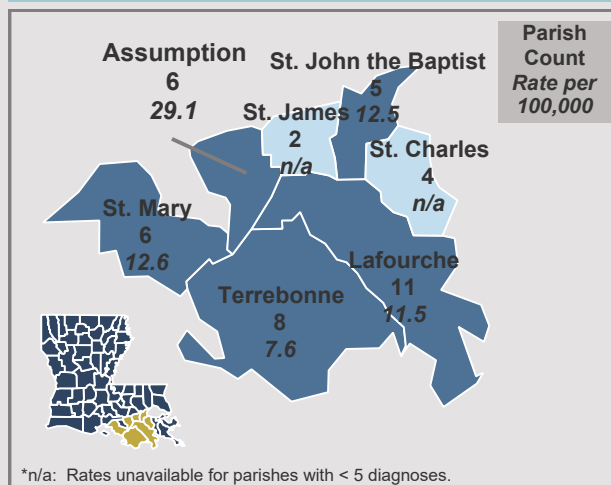 Parish
Count
Rate per
100,000
Assumption
6
29.1
St. John the Baptist
5
12.5
St. James
2
n/a
St. Charles
4
n/a
St. Mary
6
12.6
Lafourche
11
11.5
Terrebonne
8
7.6
*n/a:  Rates unavailable for parishes with < 5 diagnoses.